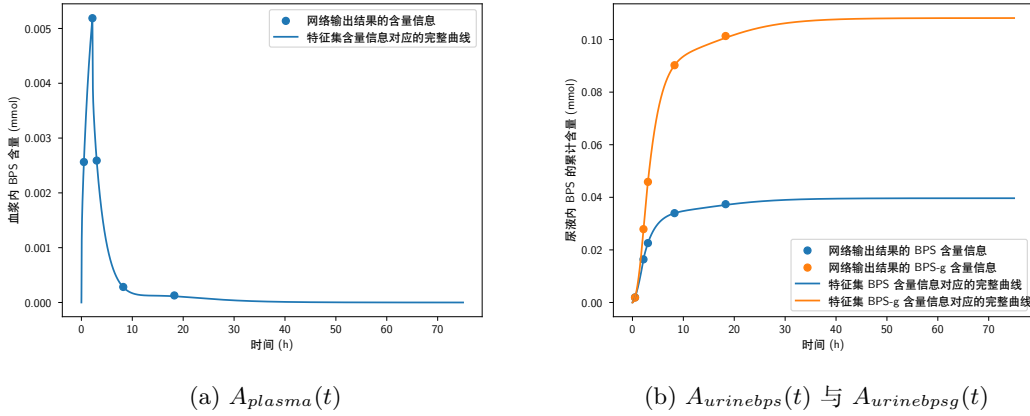 网络输出结果的含量信息
特征集含量信息对应的完整曲线
血浆内 BPS 含量 (mmol)
0.005
0.004
0.003
0.002
0.001
0.000
0 10 20 30 40 50 60 70
时间 (h)
(a) A_{plasma}(t)
尿液内 BPS 的累计含量 (mmol)
0.10
0.08
0.06
0.04
0.02
0.00
网络输出结果的 BPS 含量信息
网络输出结果的 BPS-g 含量信息
特征集 BPS 含量信息对应的完整曲线
特征集 BPS-g 含量信息对应的完整曲线
0 10 20 30 40 50 60 70
时间 (h)
(b) A_{urinebps}(t) 与 A_{urinebpsg}(t)